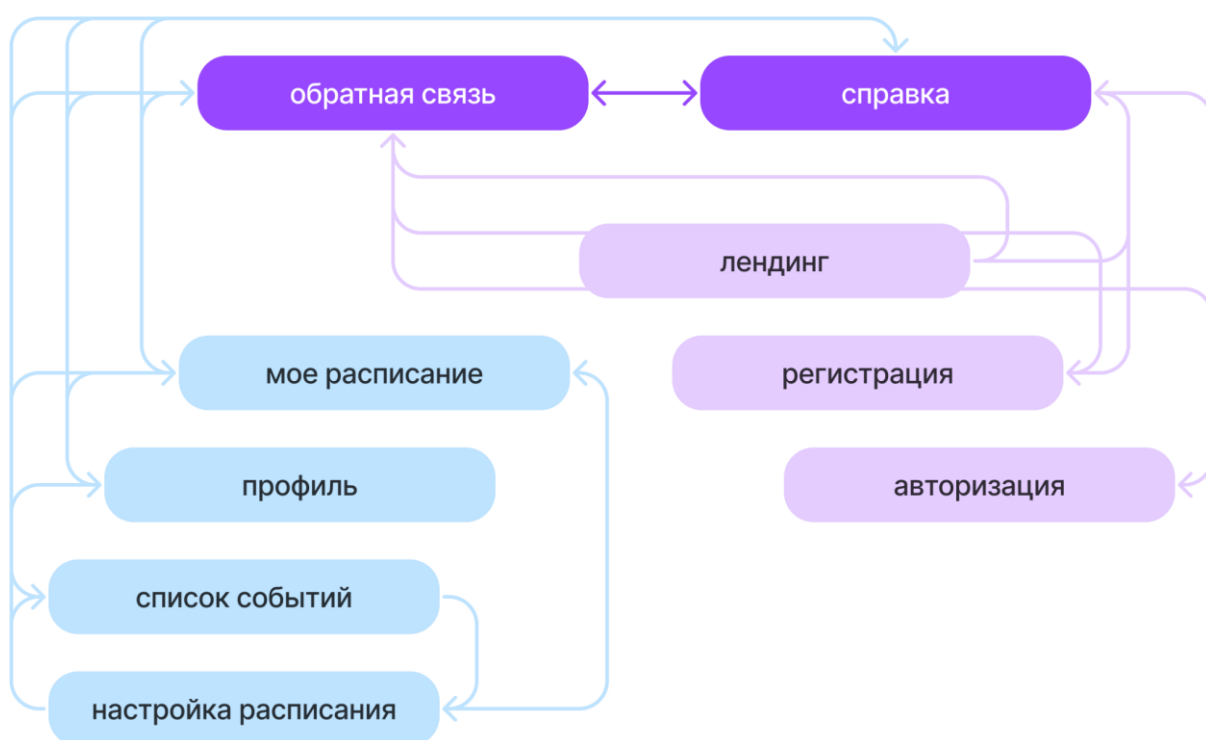 обратная связь
справка
лендинг
мое расписание
регистрация
профиль
авторизация
список событий
настройка расписания